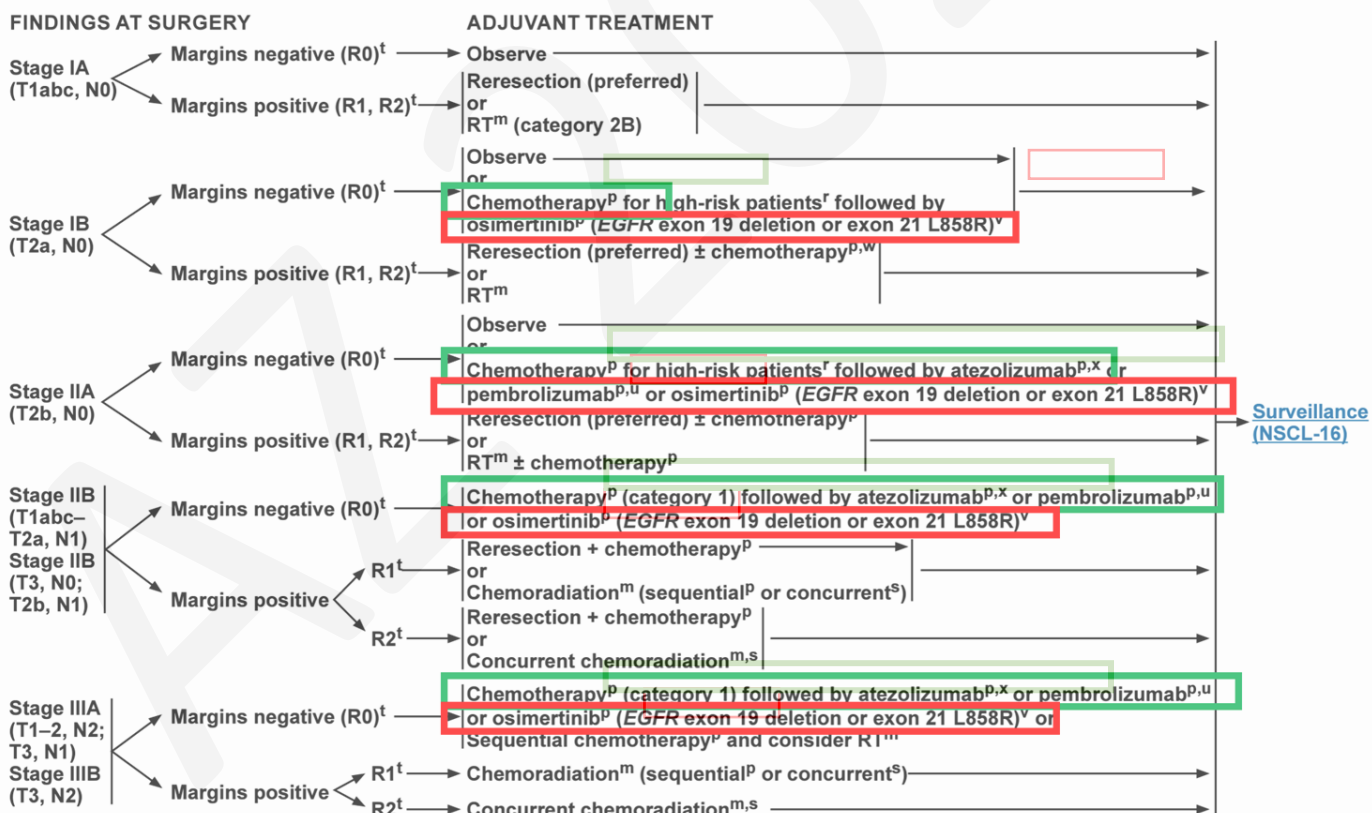 FINDINGS AT SURGERY
ADJUVANT TREATMENT
Stage IA
(T1abc, N0)
Margins negative (R0)t
Observe
Margins positive (R1, R2)t
Reresection (preferred)
or
RTm (category 2B)
Stage IB
(T2a, N0)
Margins negative (R0)t
Observe
or
Chemotherapyp for high-risk patientsr followed by
osimertinibp (EGFR exon 19 deletion or exon 21 L858R)v
Margins positive (R1, R2)t
Reresection (preferred) ± chemotherapyp,w
or
RTm
Stage IIA
(T2b, N0)
Margins negative (R0)t
Observe
or
Chemotherapyp for high-risk patientsr followed by atezolizumabp,x or
pembrolizumabp,u or osimertinibp (EGFR exon 19 deletion or exon 21 L858R)v
Margins positive (R1, R2)t
Reresection (preferred) ± chemotherapyp
or
RTm ± chemotherapyp
Stage IIB
(T1abc–
T2a, N1)
Stage IIB
(T3, N0;
T2b, N1)
Margins negative (R0)t
Chemotherapyp (category 1) followed by atezolizumabp,x or pembrolizumabp,u
or osimertinibp (EGFR exon 19 deletion or exon 21 L858R)v
Margins positive
R1t
Reresection + chemotherapyp
or
Chemoradiationm (sequentialp or concurrents)
R2t
Reresection + chemotherapyp
or
Concurrent chemoradiationm,s
Stage IIIA
(T1–2, N2;
T3, N1)
Stage IIIB
(T3, N2)
Margins negative (R0)t
Chemotherapyp (category 1) followed by atezolizumabp,x or pembrolizumabp,u
or osimertinibp (EGFR exon 19 deletion or exon 21 L858R)v or
Sequential chemotherapyp and consider RTm
Margins positive
R1t
Chemoradiationm (sequentialp or concurrents)
R2t
Concurrent chemoradiationm,s
Surveillance
(NSCL-16)